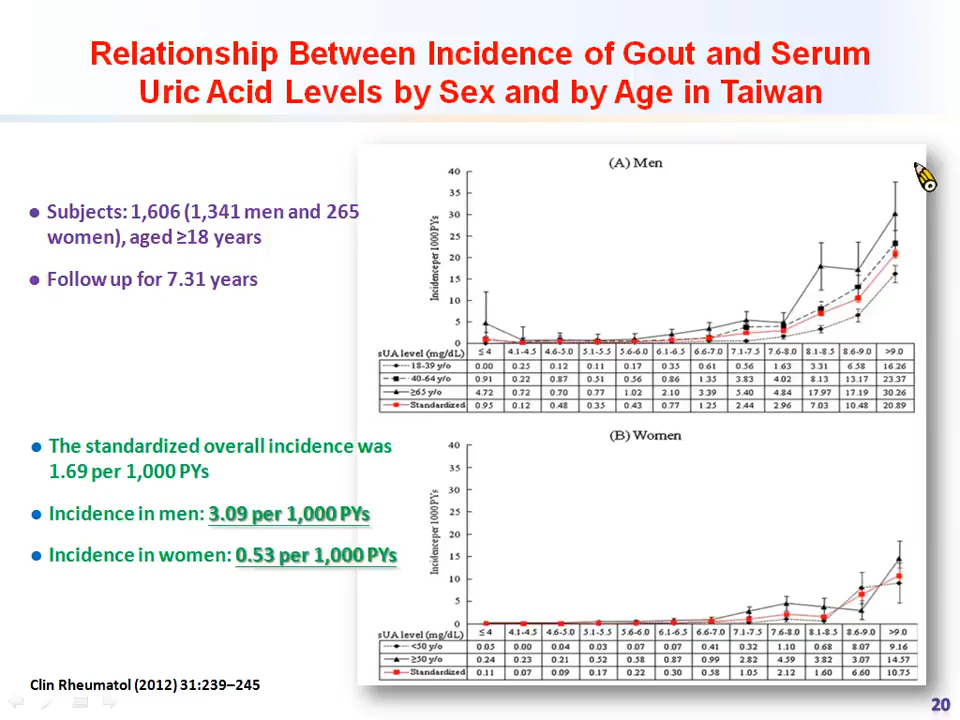 Relationship Between Incidence of Gout and Serum
Uric Acid Levels by Sex and by Age in Taiwan
● Subjects: 1,606 (1,341 men and 265
women), aged ≥18 years
● Follow up for 7.31 years
● The standardized overall incidence was
1.69 per 1,000 PYs
● Incidence in men: 3.09 per 1,000 PYs
● Incidence in women: 0.53 per 1,000 PYs
(A) Men
Incidence per 1000 PYs
40
35
30
25
20
15
10
5
0
sUA level (mg/dL) ≤ 4 4.1-4.5 4.6-5.0 5.1-5.5 5.6-6.0 6.1-6.5 6.6-7.0 7.1-7.5 7.6-8.0 8.1-8.5 8.6-9.0 >9.0
18-39 y/o 0.00 0.25 0.12 0.11 0.17 0.35 0.61 0.56 1.63 3.31 6.58 16.26
40-64 y/o 0.91 0.22 0.87 0.51 0.56 0.86 1.35 3.83 4.02 8.13 13.17 23.37
≥65 y/o 4.72 0.72 0.70 0.77 1.02 2.10 3.39 5.40 4.84 17.97 17.19 30.26
Standardized 0.95 0.12 0.48 0.35 0.43 0.77 1.25 2.44 2.96 7.03 10.48 20.89
(B) Women
Incidence per 1000 PYs
40
35
30
25
20
15
10
5
0
sUA level (mg/dL) ≤ 4 4.1-4.5 4.6-5.0 5.1-5.5 5.6-6.0 6.1-6.5 6.6-7.0 7.1-7.5 7.6-8.0 8.1-8.5 8.6-9.0 >9.0
<50 y/o 0.05 0.00 0.04 0.03 0.07 0.07 0.41 0.32 1.10 0.68 8.07 9.16
≥50 y/o 0.24 0.23 0.21 0.52 0.58 0.87 0.99 2.82 4.59 3.82 3.07 14.57
Standardized 0.11 0.07 0.09 0.17 0.22 0.30 0.58 1.05 2.12 1.60 6.60 10.75
Clin Rheumatol (2012) 31:239–245
20